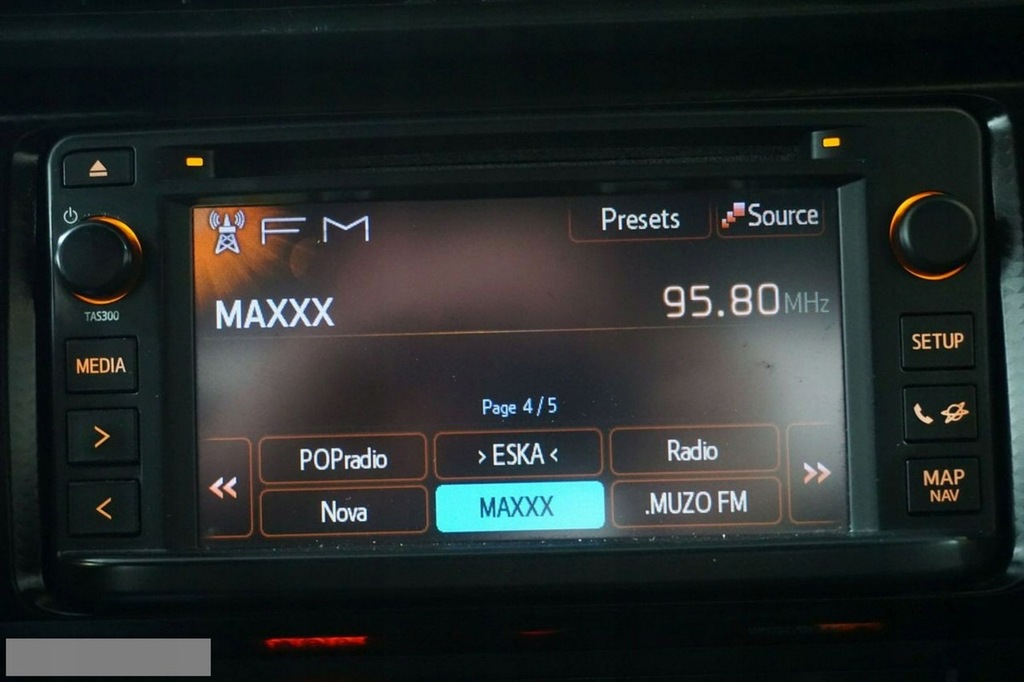 FM
Presets
Source
TAS300
MAXXX
95.80 MHz
MEDIA
SETUP
Page 4 / 5
POPradio
› ESKA ‹
Radio
Nova
MAXXX
.MUZO FM
MAP
NAV